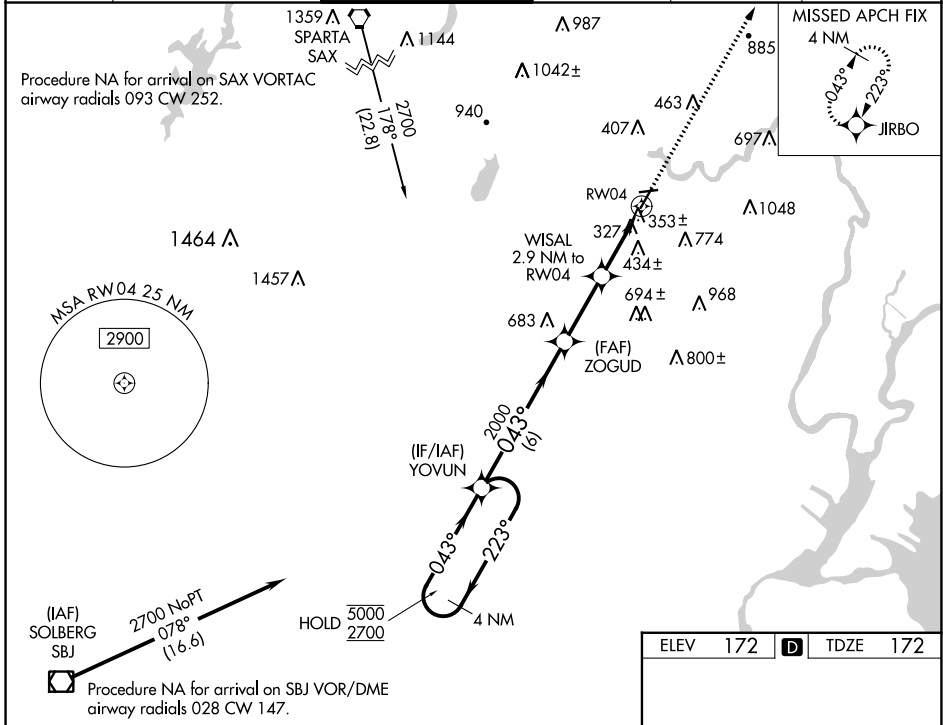 1359
SPARTA
SAX
1144
987
1042±
Procedure NA for arrival on SAX VORTAC
airway radials 093 CW 252.
2700
178°
(22.8)
940
885
463
407
697
MISSED APCH FIX
4 NM
043°
223°
JIRBO
RW04
353±
1048
327
774
434±
WISAL
2.9 NM to
RW04
1464
1457
694±
968
683
(FAF)
ZOGUD
800±
MSA RW04 25 NM
2900
2000
043°
(6)
(IF/IAF)
YOVUN
043°
223°
HOLD 5000
2700
4 NM
(IAF)
SOLBERG
SBJ
2700 NoPT
078°
(16.6)
Procedure NA for arrival on SBJ VOR/DME
airway radials 028 CW 147.
ELEV 172 D TDZE 172